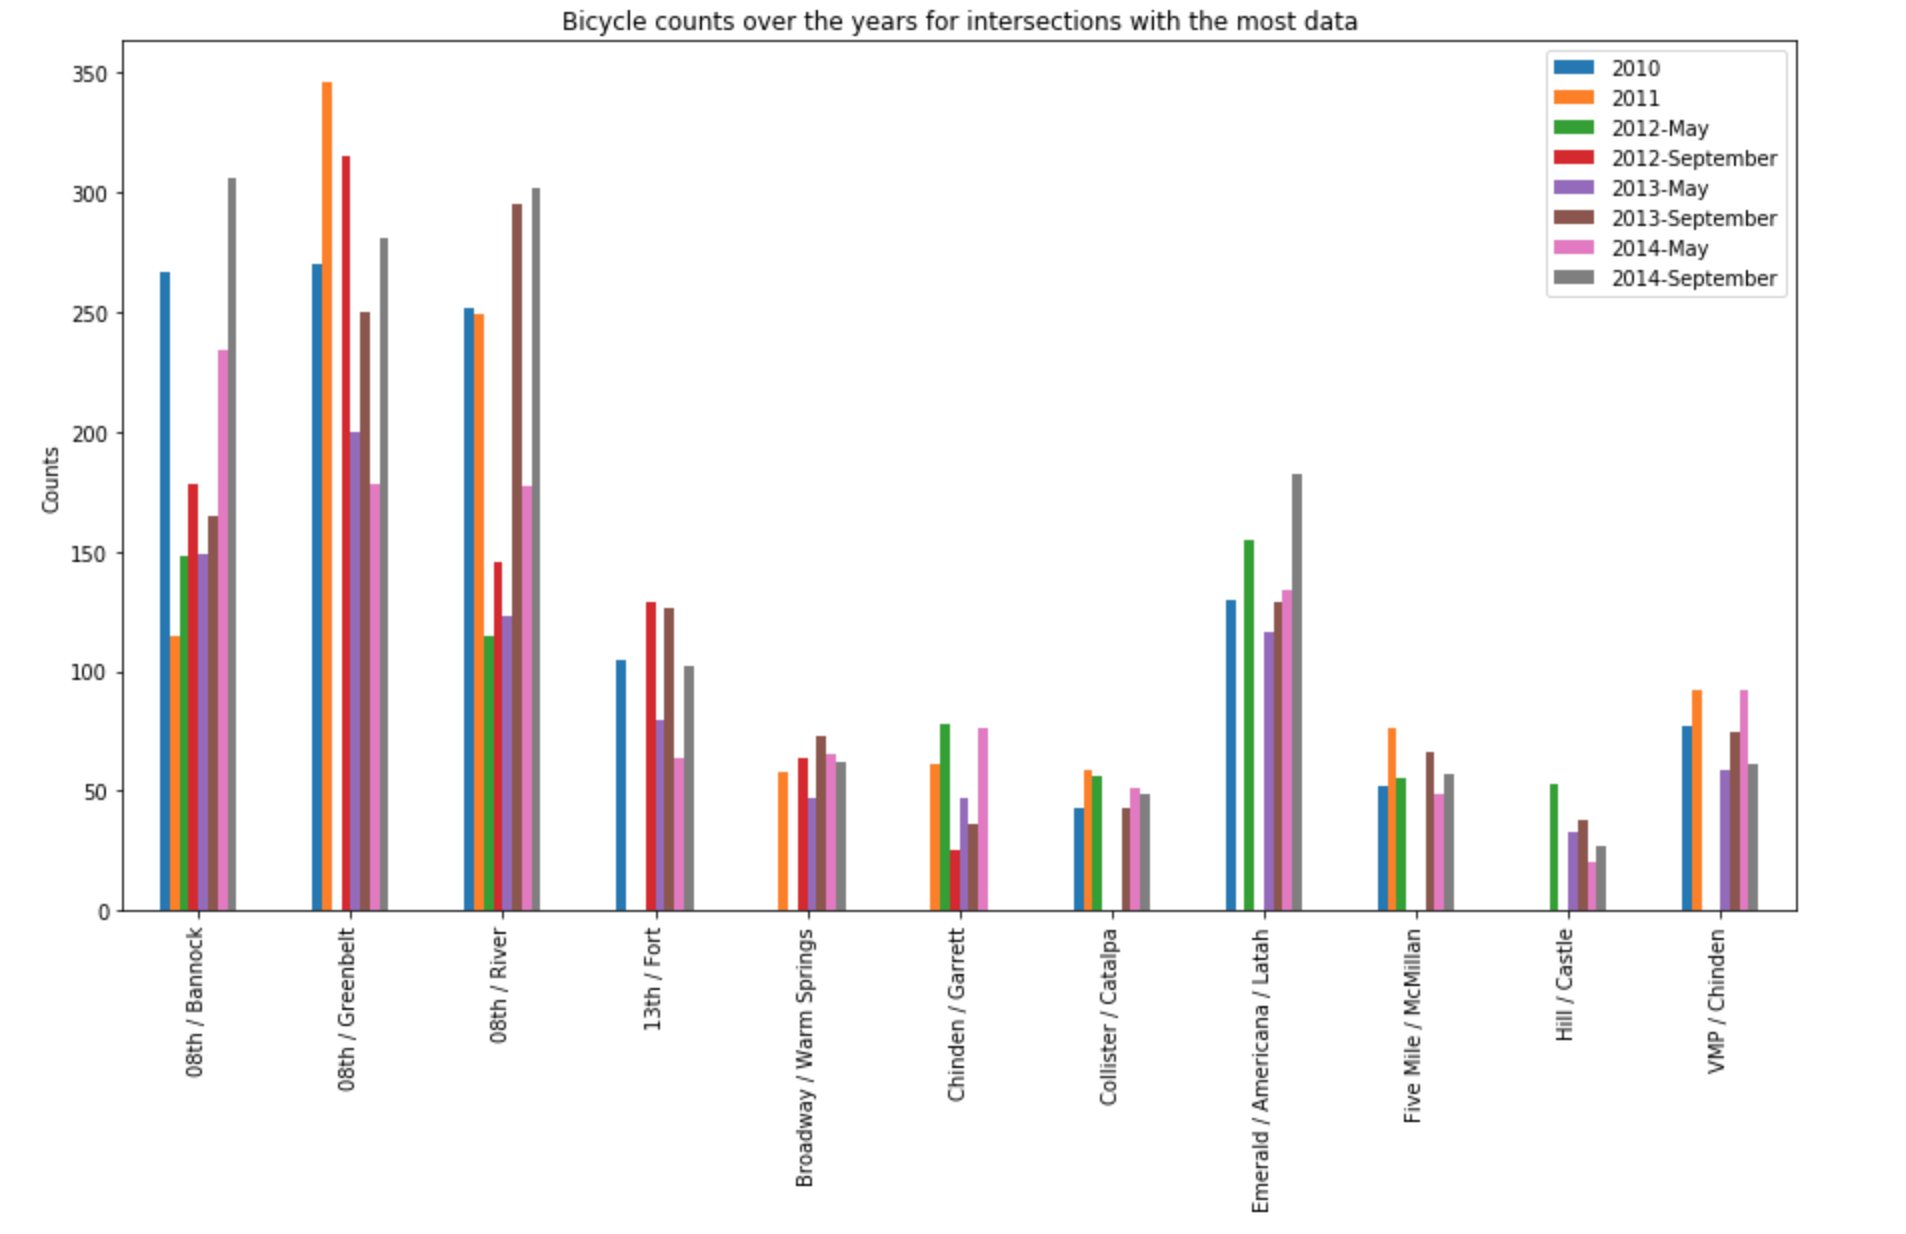 Bicycle counts over the years for intersections with the most data
350
300
250
200
150
100
50
0
Counts
2010
2011
2012-May
2012-September
2013-May
2013-September
2014-May
2014-September
08th / Bannock
08th / Greenbelt
08th / River
13th / Fort
Broadway / Warm Springs
Chinden / Garrett
Collister / Catalpa
Emerald / Americana / Latah
Five Mile / McMillan
Hill / Castle
VMP / Chinden